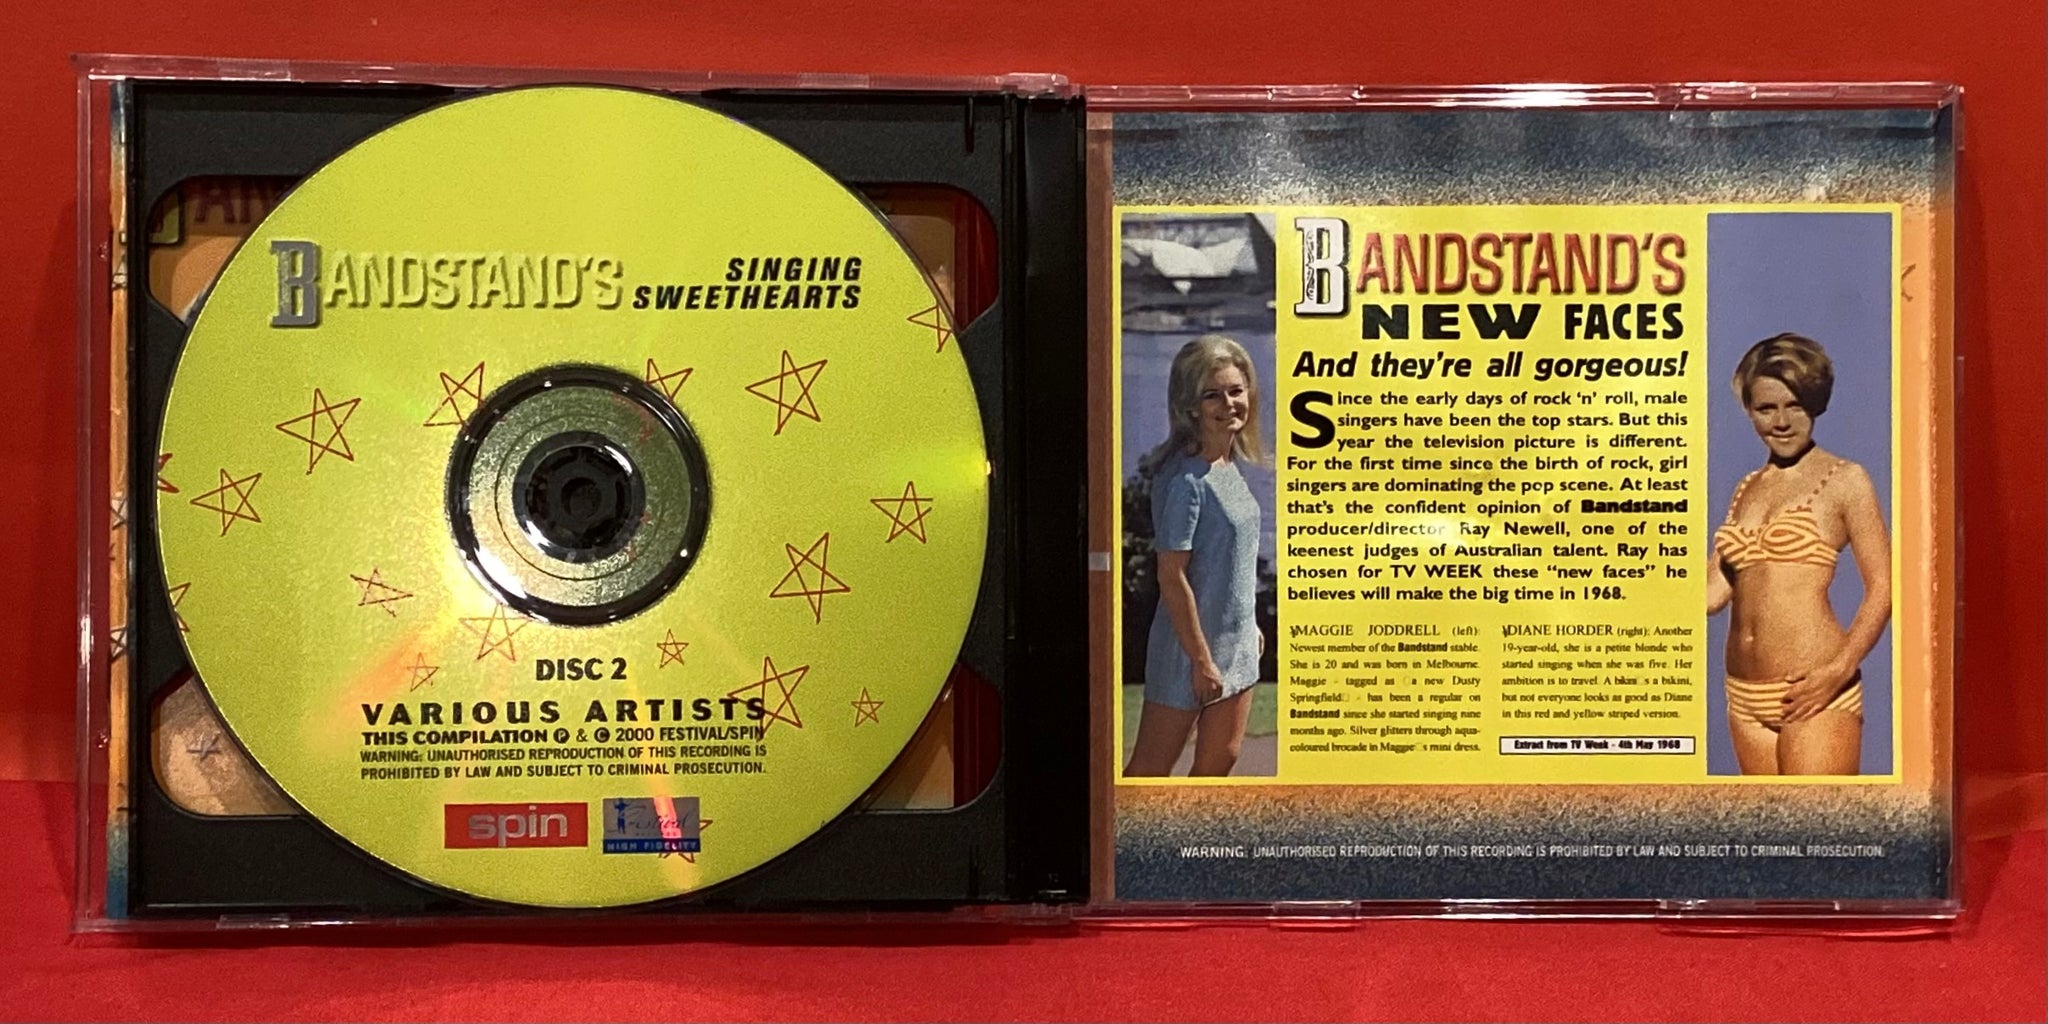 BANDSTAND'S SINGING
SWEETHEARTS
DISC 2
VARIOUS ARTISTS
THIS COMPILATION Ⓟ & © 2000 FESTIVAL/SPIN
WARNING: UNAUTHORISED REPRODUCTION OF THIS RECORDING IS
PROHIBITED BY LAW AND SUBJECT TO CRIMINAL PROSECUTION.
spin
Festival
RECORDS
HIGH FIDELITY
BANDSTAND'S
NEW FACES
And they're all gorgeous!
Since the early days of rock 'n' roll, male
singers have been the top stars. But this
year the television picture is different.
For the first time since the birth of rock, girl
singers are dominating the pop scene. At least
that's the confident opinion of Bandstand
producer/director Ray Newell, one of the
keenest judges of Australian talent. Ray has
chosen for TV WEEK these "new faces" he
believes will make the big time in 1968.
¥MAGGIE JODDRELL (left):
Newest member of the Bandstand stable.
She is 20 and was born in Melbourne.
Maggie - tagged as □a new Dusty
Springfield□ - has been a regular on
Bandstand since she started singing nine
months ago. Silver glitters through aqua-
coloured brocade in Maggie□s mini dress.
¥DIANE HORDER (right): Another
19-year-old, she is a petite blonde who
started singing when she was five. Her
ambition is to travel. A bikini□s a bikini,
but not everyone looks as good as Diane
in this red and yellow striped version.
Extract from TV Week - 4th May 1968
WARNING: UNAUTHORISED REPRODUCTION OF THIS RECORDING IS PROHIBITED BY LAW AND SUBJECT TO CRIMINAL PROSECUTION.